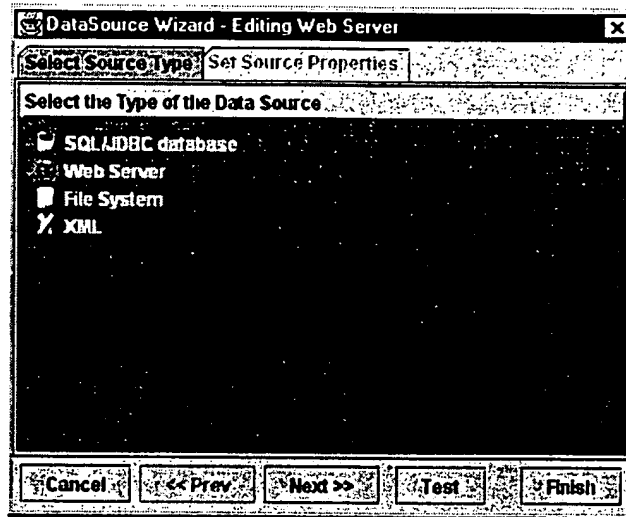 DataSource Wizard - Editing Web Server
Select Source Type Set Source Properties
Select the Type of the Data Source
SQL/JDBC database
Web Server
File System
XML
Cancel << Prev Next >> Test Finish